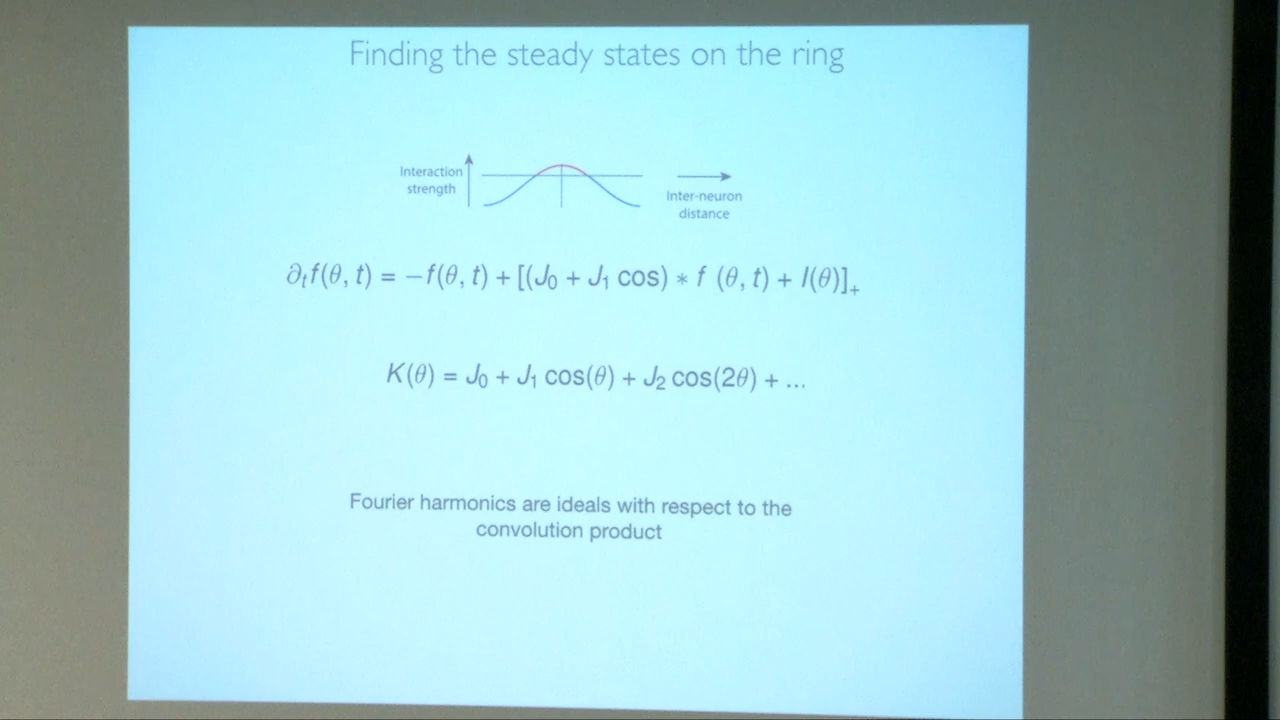 Finding the steady states on the ring
Interaction
strength
Inter-neuron
distance
∂ₜf(θ, t) = −f(θ, t) + [(J₀ + J₁ cos) ∗ f (θ, t) + I(θ)]₊
K(θ) = J₀ + J₁ cos(θ) + J₂ cos(2θ) + ...
Fourier harmonics are ideals with respect to the
convolution product